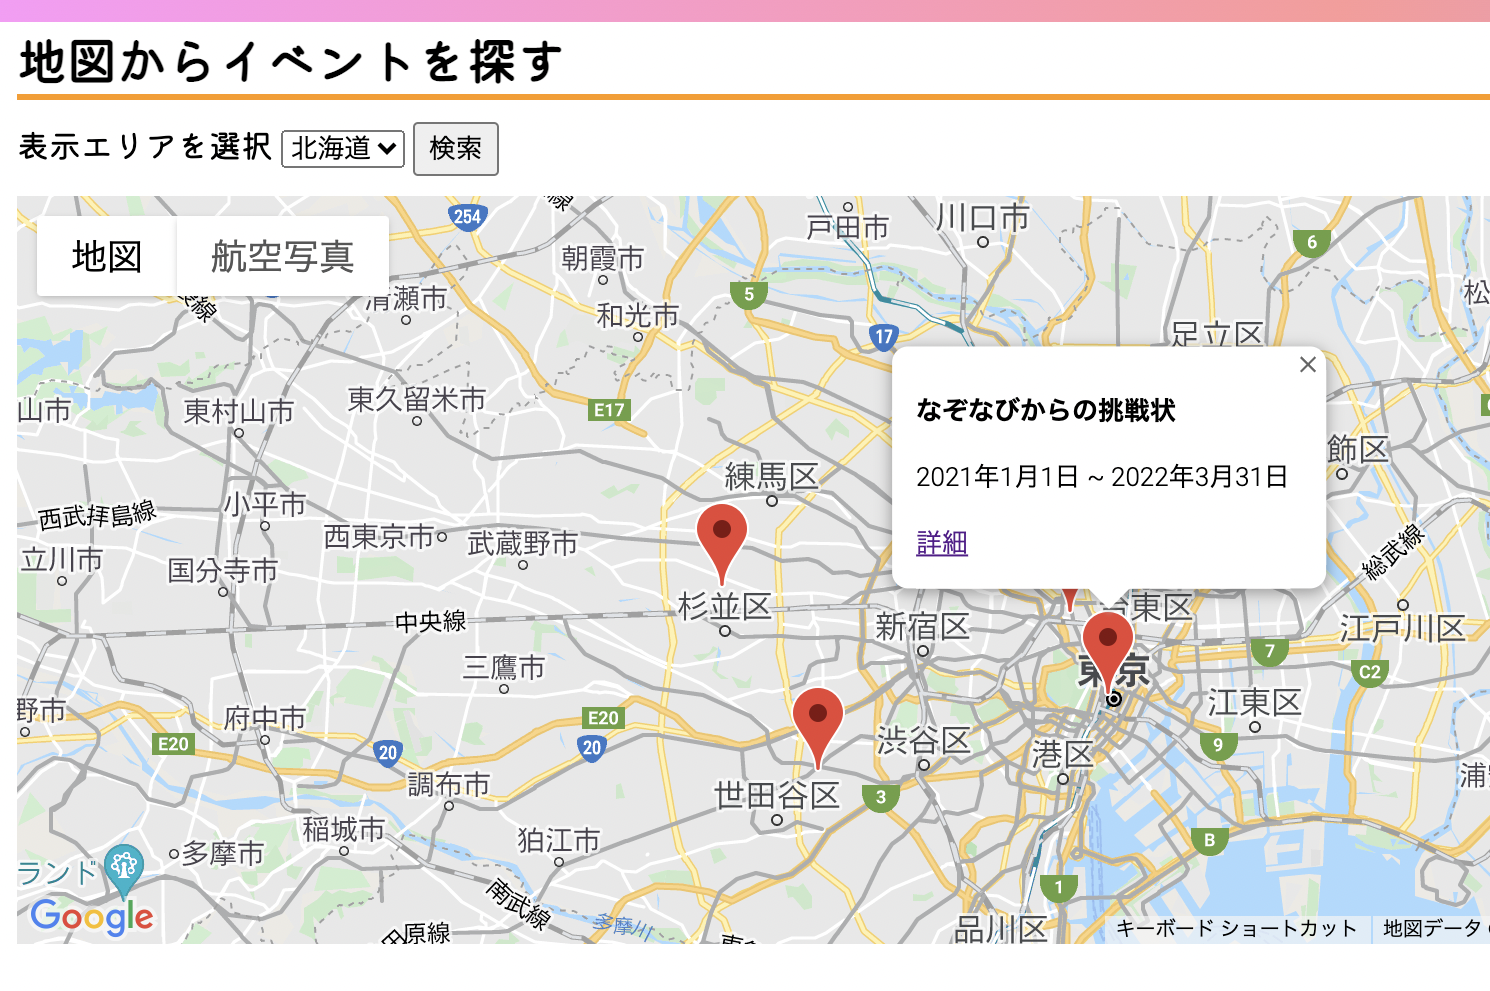 地図からイベントを探す
表示エリアを選択 北海道 検索
地図 航空写真
254
戸田市
川口市
6
朝霞市
清瀬市
5
和光市
松
17
足立区
山市
東村山市
東久留米市
E17
なぞなびからの挑戦状
2021年1月1日 ~ 2022年3月31日
詳細
飾区
練馬区
小平市
西武拝島線
西東京市
武蔵野市
立川市
国分寺市
総武線
杉並区
新宿区
台東区
江戸川区
中央線
7
三鷹市
東京
C2
野市
府中市
E20
E20
20
20
江東区
渋谷区
港区
9
調布市
世田谷区
3
浦
稲城市
狛江市
B
多摩市
ランド
1
南武線
多摩川
Google
原線
品川区
キーボード ショートカット
地図データ